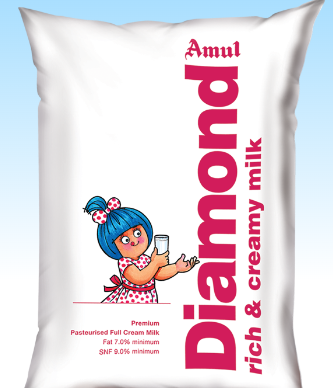 Amul
Diamond
rich & creamy milk
Premium
Pasteurised Full Cream Milk
Fat 7.0% minimum
SNF 9.0% minimum